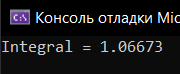 Консоль отладки Mic
Integral = 1.06673